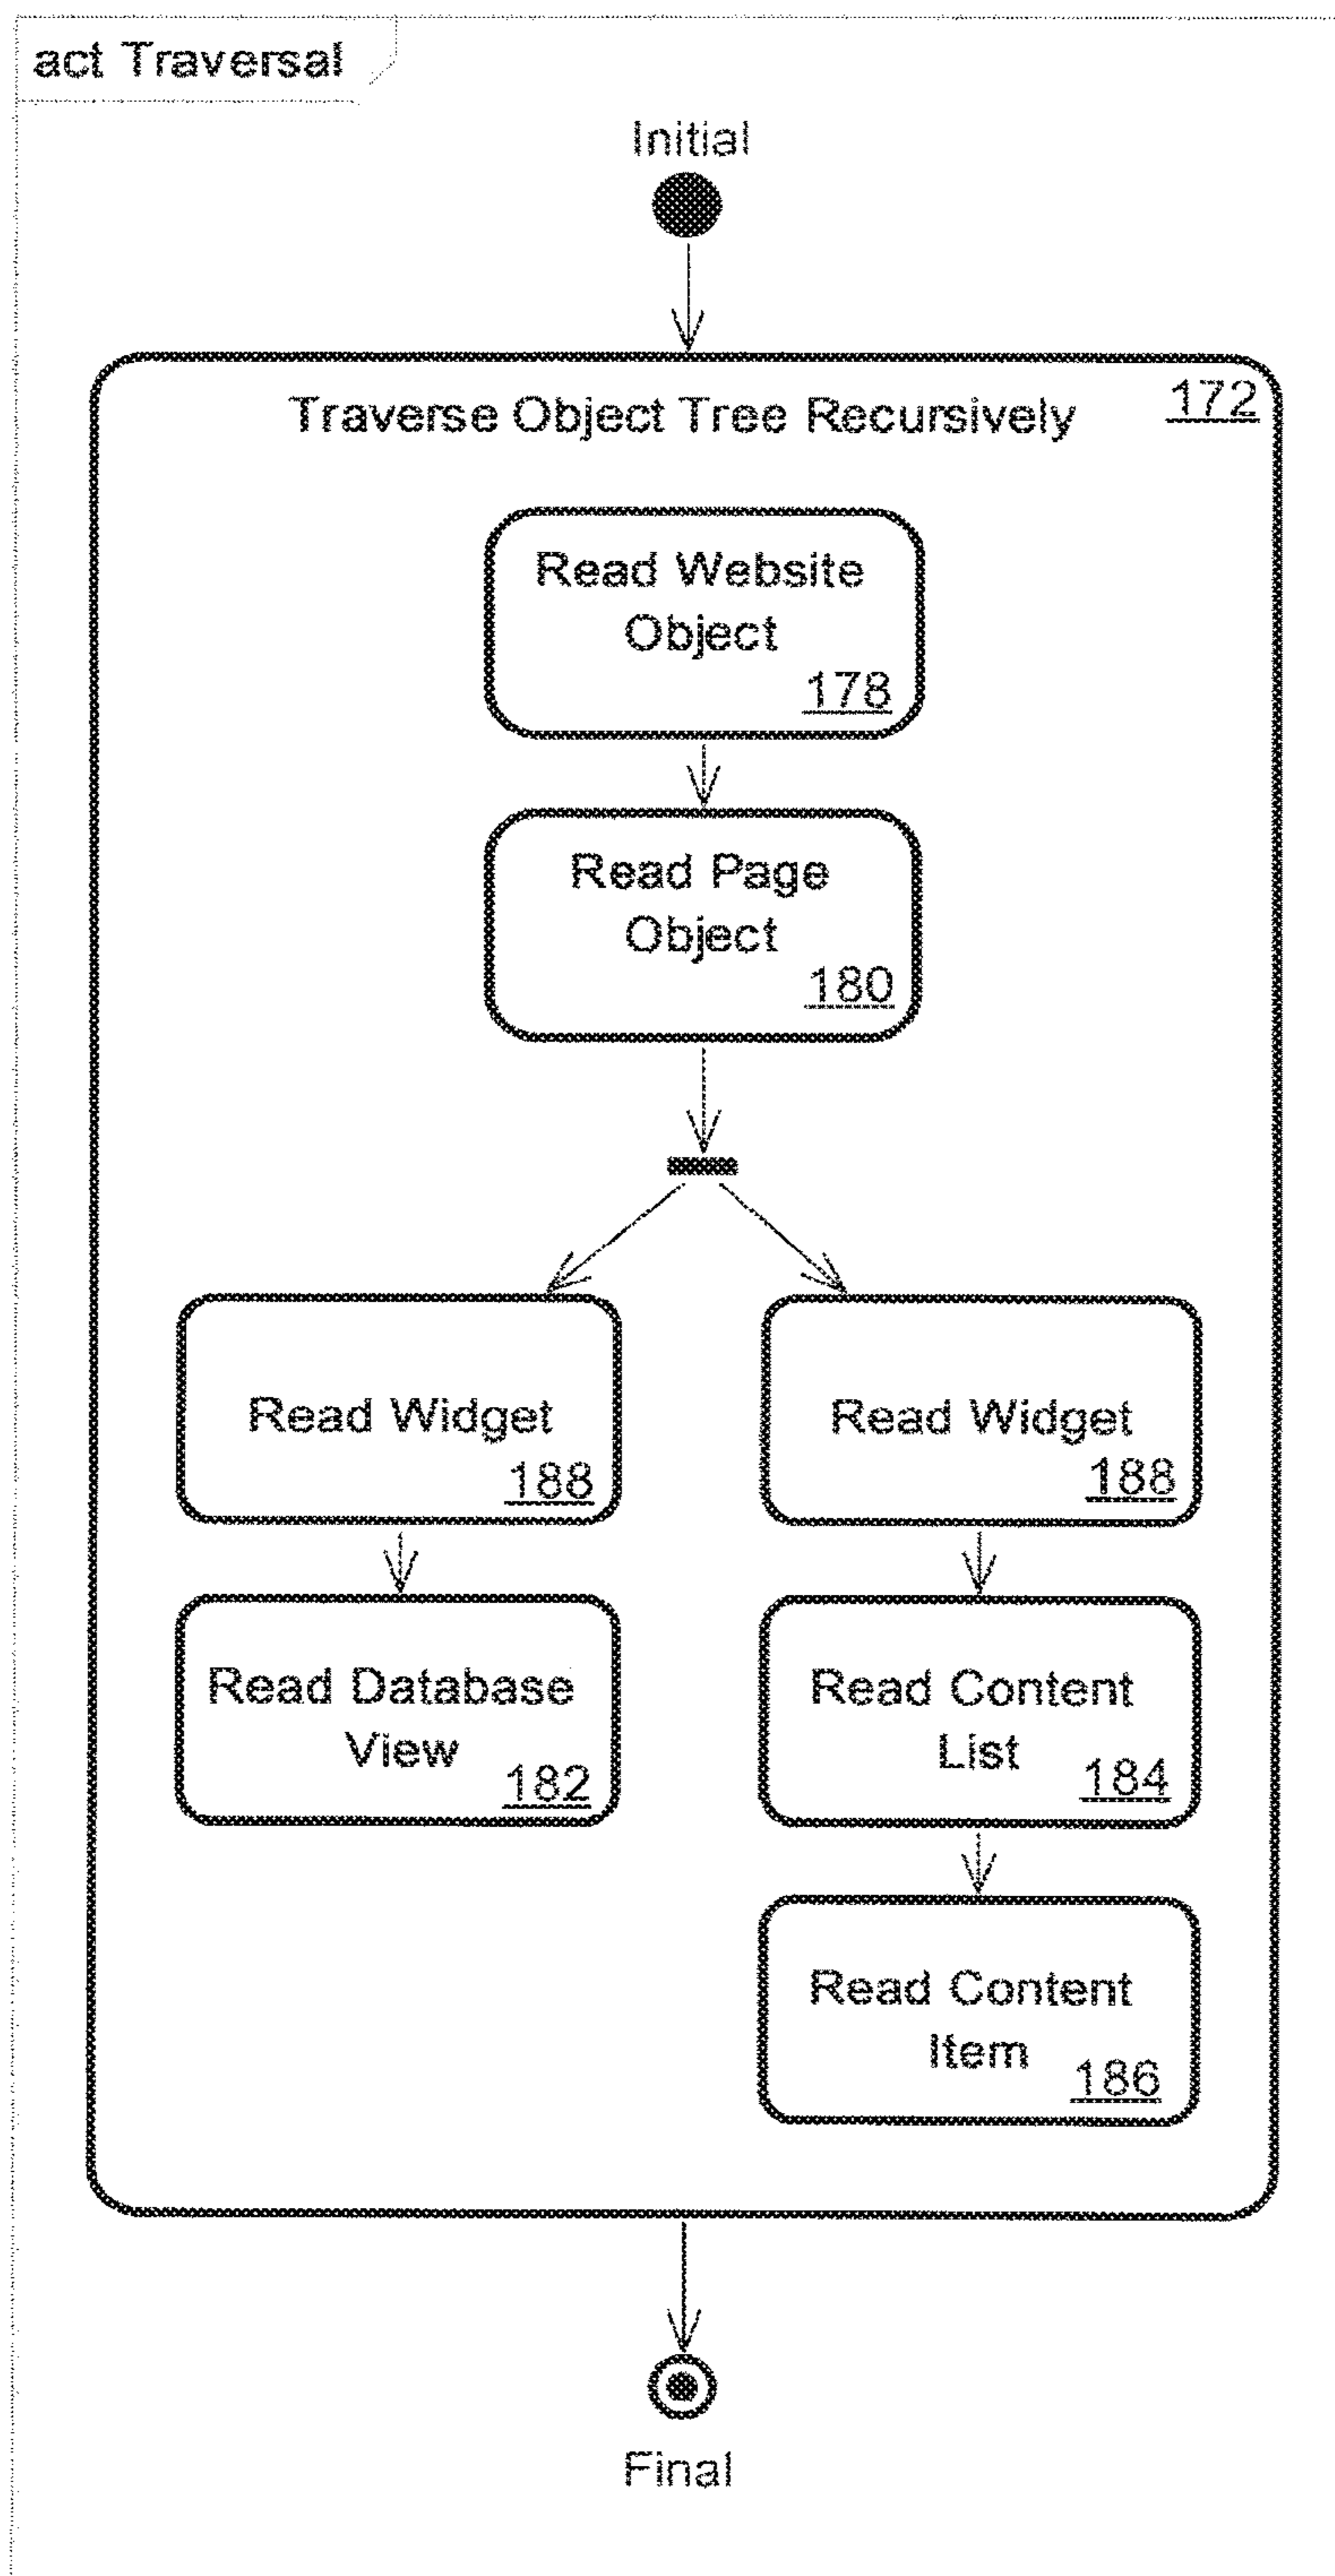 act Traversal
Initial
Traverse Object Tree Recursively
172
Read Website
Object
178
Read Page
Object
180
Read Widget
188
Read Widget
188
Read Database
View
182
Read Content
List
184
Read Content
Item
186
Final